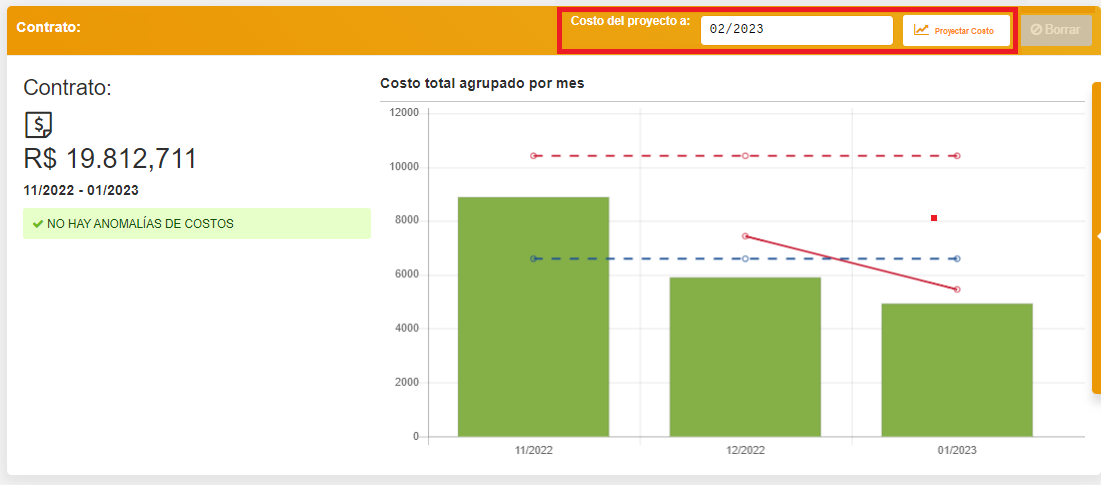 Contrato:
Costo del proyecto a:
02/2023
Proyectar Costo
Borrar
Contrato:
R$ 19.812,711
11/2022 - 01/2023
NO HAY ANOMALÍAS DE COSTOS
Costo total agrupado por mes
12000
10000
8000
6000
4000
2000
0
11/2022
12/2022
01/2023